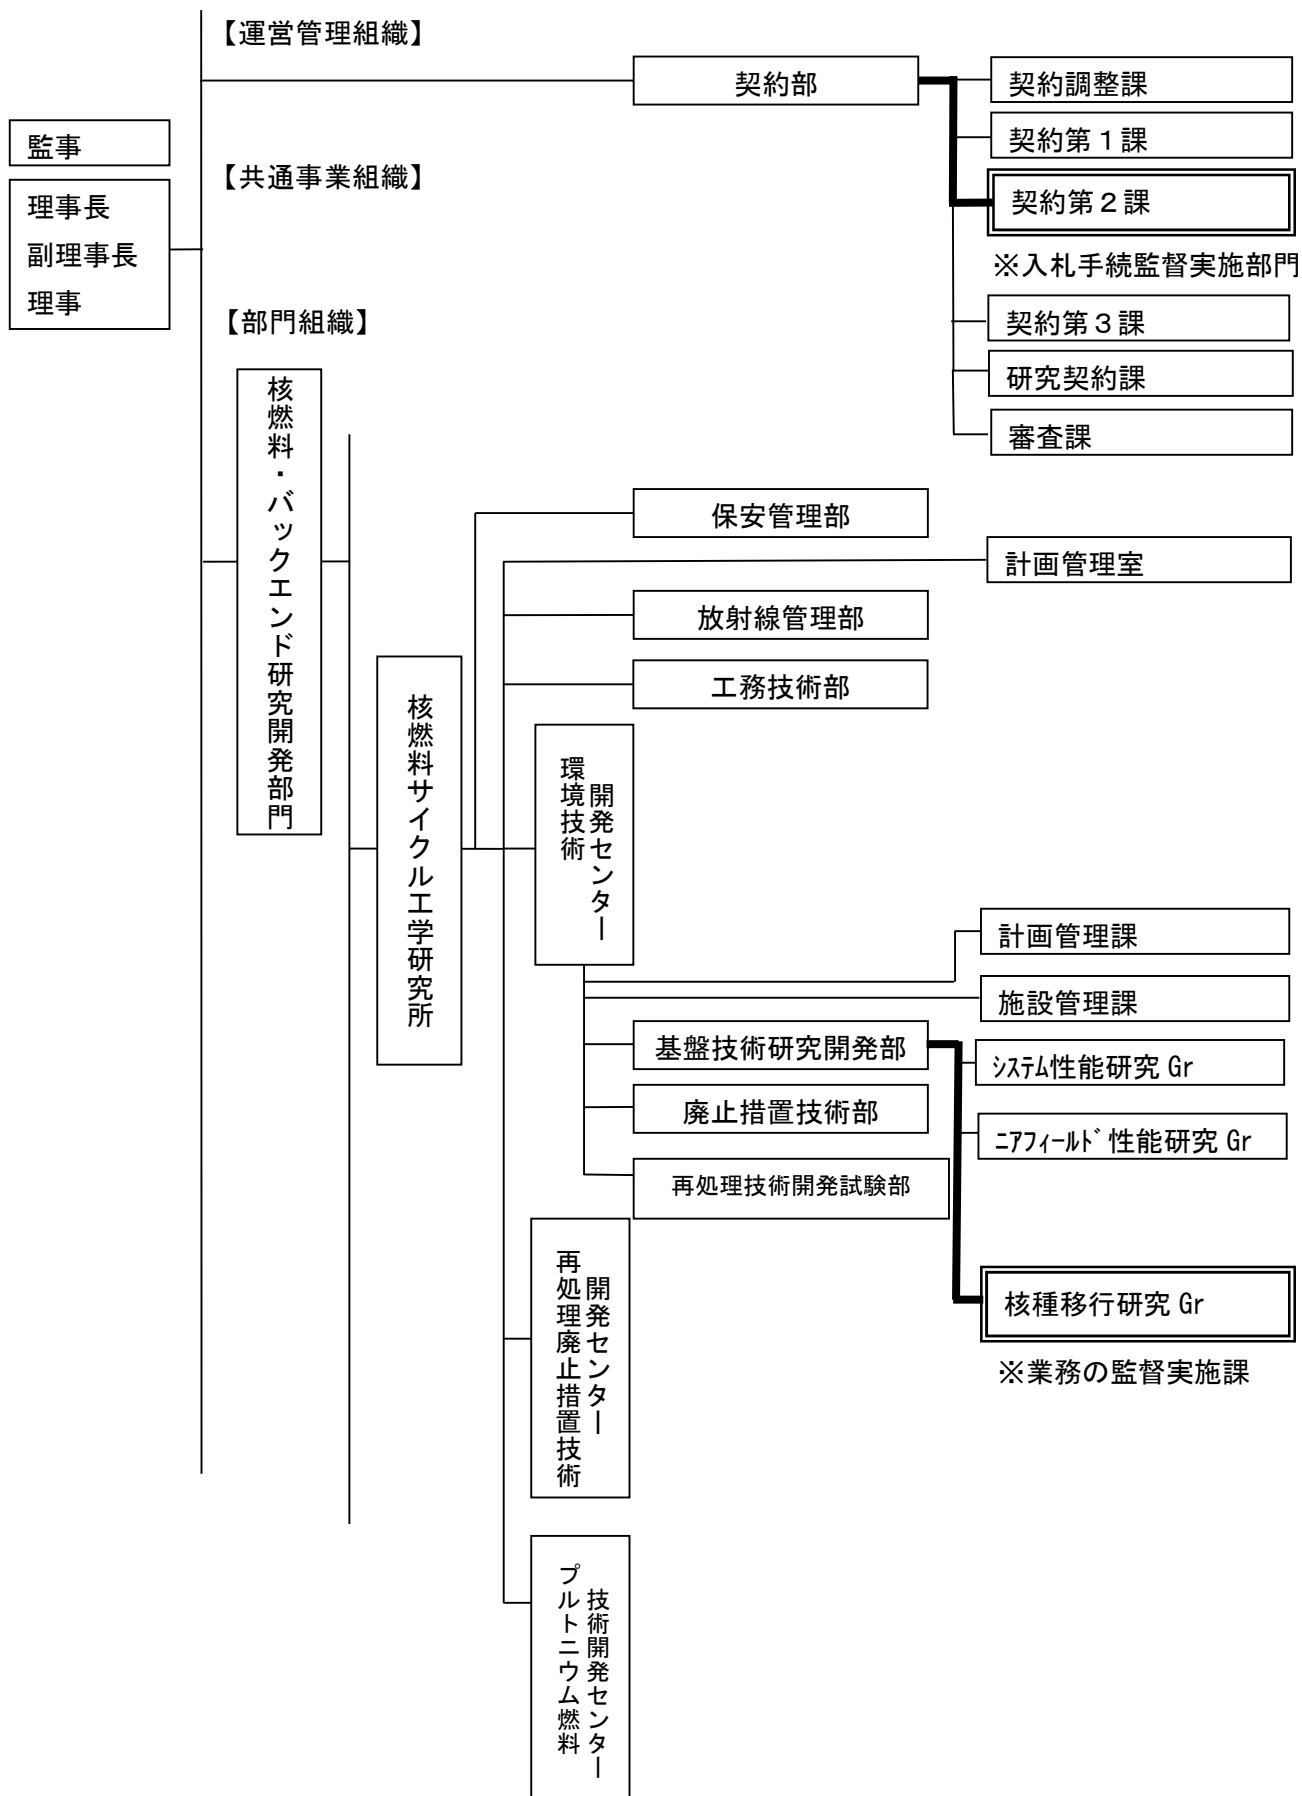 【運営管理組織】
契約部
契約調整課
契約第１課
契約第２課
※入札手続監督実施部門
契約第３課
研究契約課
審査課
監事
理事長
副理事長
理事
【共通事業組織】
【部門組織】
核燃料・バックエンド研究開発部門
核燃料サイクル工学研究所
保安管理部
計画管理室
放射線管理部
工務技術部
環境技術
開発センター
計画管理課
施設管理課
基盤技術研究開発部
ｼｽﾃﾑ性能研究 Gr
廃止措置技術部
ﾆｱﾌｨｰﾙﾄﾞ性能研究 Gr
再処理技術開発試験部
核種移行研究 Gr
※業務の監督実施課
再処理廃止措置技術
開発センター
プルトニウム燃料
技術開発センター